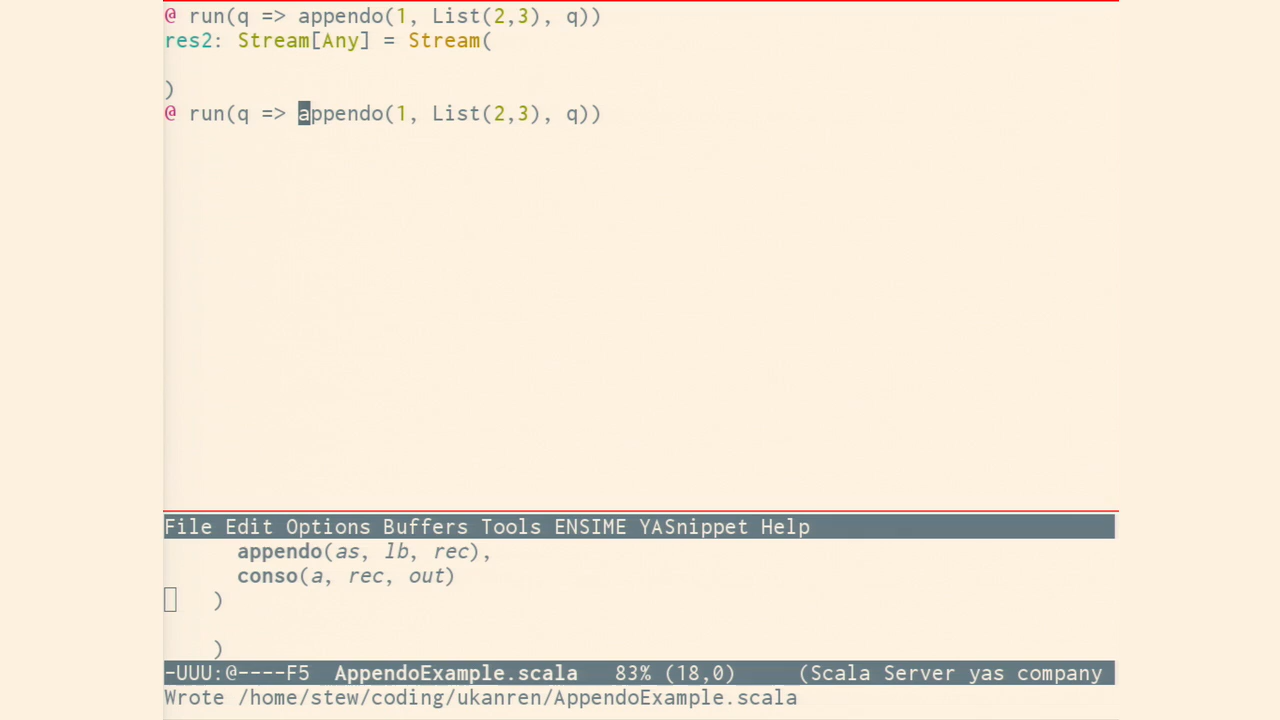 @ run(q => appendo(1, List(2,3), q))
res2: Stream[Any] = Stream(
)
@ run(q => appendo(1, List(2,3), q))
File Edit Options Buffers Tools ENSIME YASnippet Help
appendo(as, lb, rec),
conso(a, rec, out)
)
)
-UUU:@----F5  AppendoExample.scala   83% (18,0)     (Scala Server yas company
Wrote /home/stew/coding/ukanren/AppendoExample.scala